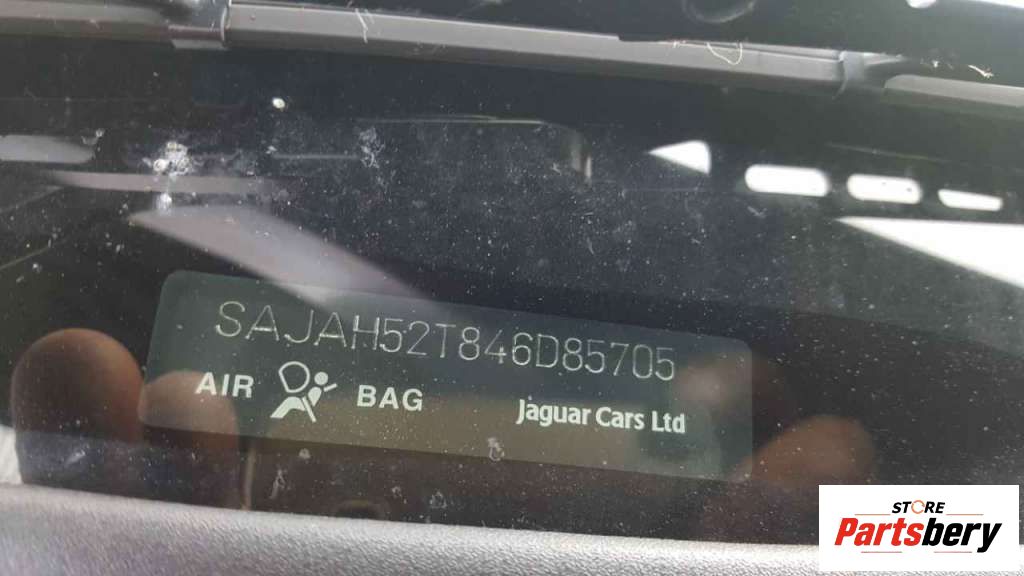 SAJAH52T846D85705
AIR BAG
Jaguar Cars Ltd
STORE
Partsbery